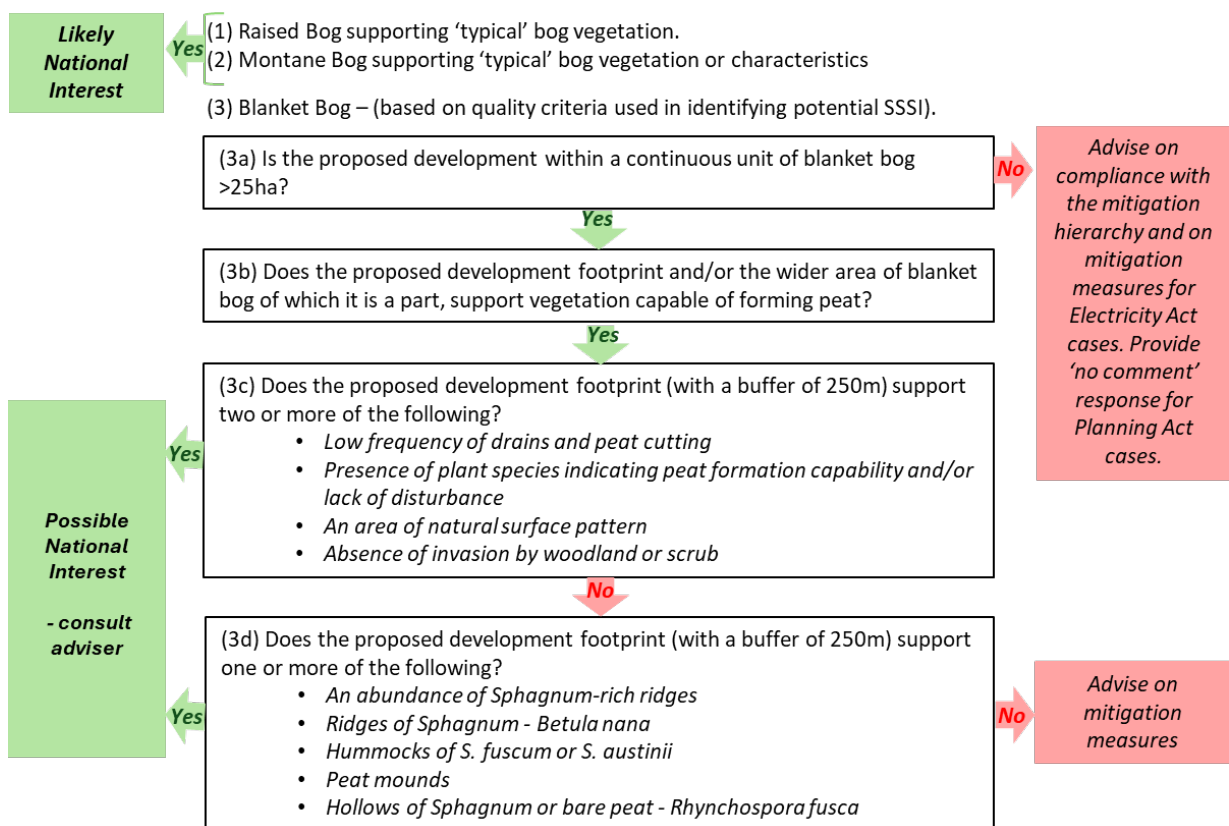 Likely
National
Interest
Yes
(1) Raised Bog supporting ‘typical’ bog vegetation.
(2) Montane Bog supporting ‘typical’ bog vegetation or characteristics
(3) Blanket Bog – (based on quality criteria used in identifying potential SSSI).
(3a) Is the proposed development within a continuous unit of blanket bog
>25ha?
No
Advise on
compliance with
the mitigation
hierarchy and on
mitigation
measures for
Electricity Act
cases. Provide
‘no comment’
response for
Planning Act
cases.
Yes
(3b) Does the proposed development footprint and/or the wider area of blanket
bog of which it is a part, support vegetation capable of forming peat?
Yes
(3c) Does the proposed development footprint (with a buffer of 250m) support
two or more of the following?
• Low frequency of drains and peat cutting
• Presence of plant species indicating peat formation capability and/or
lack of disturbance
• An area of natural surface pattern
• Absence of invasion by woodland or scrub
Yes
Possible
National
Interest
- consult
adviser
No
(3d) Does the proposed development footprint (with a buffer of 250m) support
one or more of the following?
• An abundance of Sphagnum-rich ridges
• Ridges of Sphagnum - Betula nana
• Hummocks of S. fuscum or S. austinii
• Peat mounds
• Hollows of Sphagnum or bare peat - Rhynchospora fusca
Yes
No
Advise on
mitigation
measures